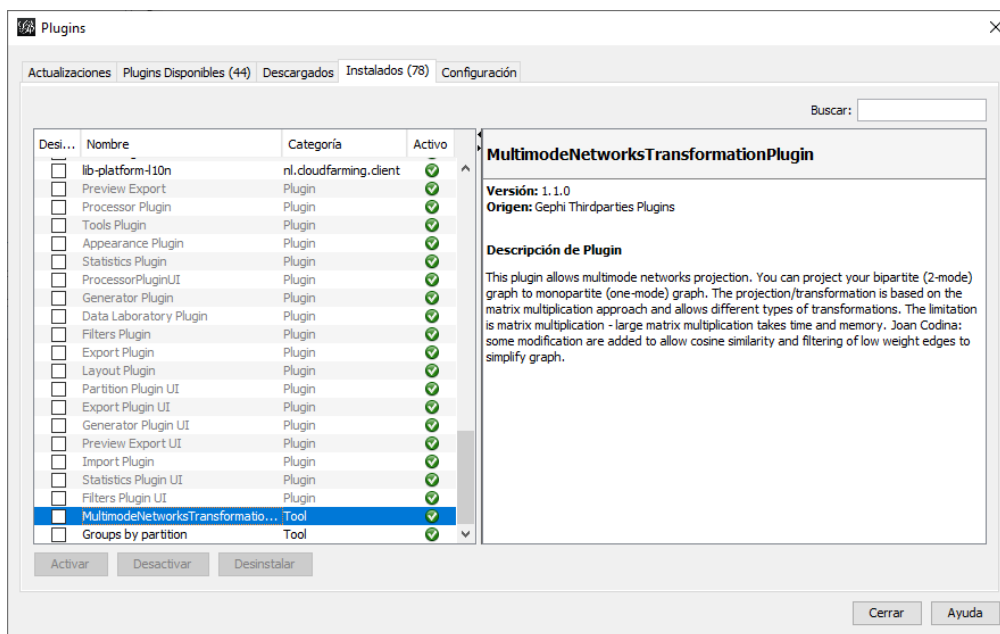 Plugins
Actualizaciones Plugins Disponibles (44) Descargados Instalados (78) Configuración
Buscar:
Desi... Nombre Categoría Activo
lib-platform-l10n nl.cloudfarming.client
Preview Export Plugin
Processor Plugin Plugin
Tools Plugin Plugin
Appearance Plugin Plugin
Statistics Plugin Plugin
ProcessorPluginUI Plugin
Generator Plugin Plugin
Data Laboratory Plugin Plugin
Filters Plugin Plugin
Export Plugin Plugin
Layout Plugin Plugin
Partition Plugin UI Plugin
Export Plugin UI Plugin
Generator Plugin UI Plugin
Preview Export UI Plugin
Import Plugin Plugin
Statistics Plugin UI Plugin
Filters Plugin UI Plugin
MultimodeNetworksTransformatio... Tool
Groups by partition Tool
Activar Desactivar Desinstalar
MultimodeNetworksTransformationPlugin
Versión: 1.1.0
Origen: Gephi Thirdparties Plugins
Descripción de Plugin
This plugin allows multimode networks projection. You can project your bipartite (2-mode)
graph to monopartite (one-mode) graph. The projection/transformation is based on the
matrix multiplication approach and allows different types of transformations. The limitation
is matrix multiplication - large matrix multiplication takes time and memory. Joan Codina:
some modification are added to allow cosine similarity and filtering of low weight edges to
simplify graph.
Cerrar Ayuda